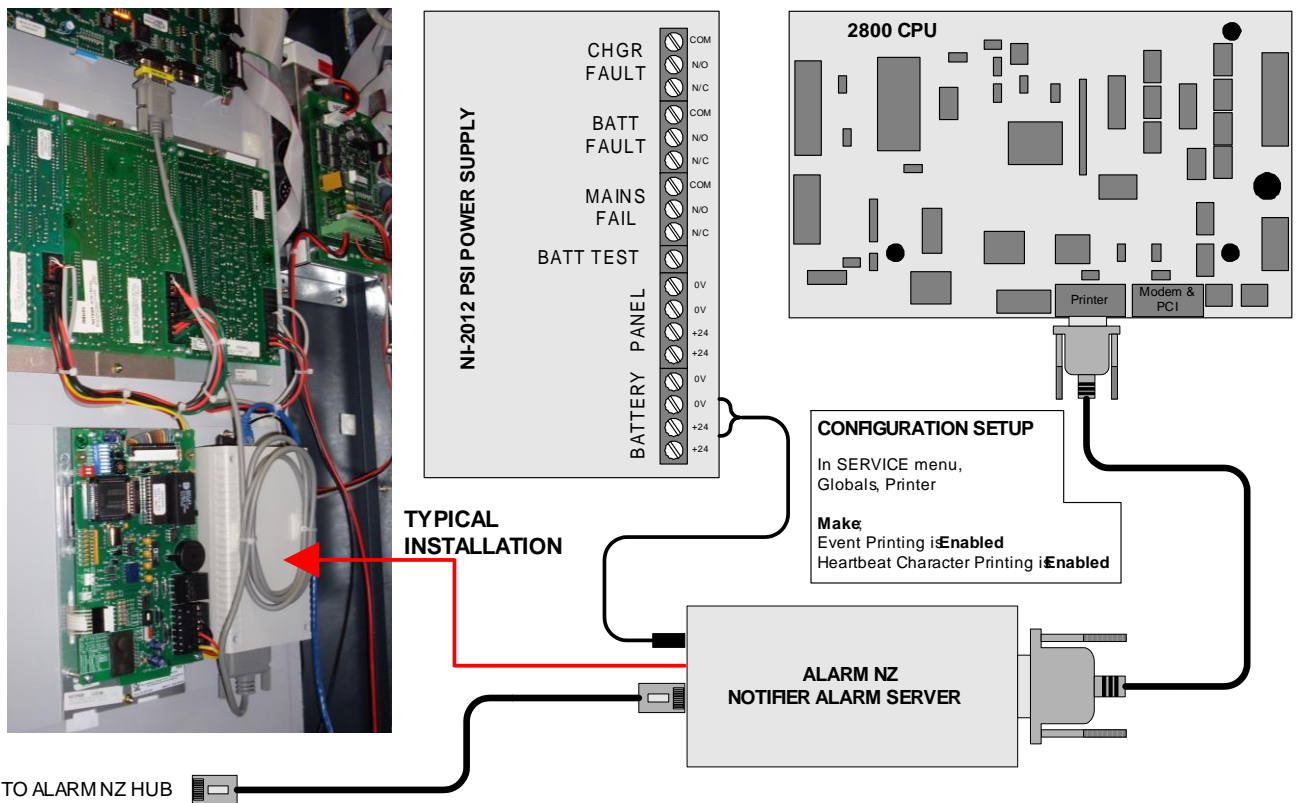 NI-2012 PSI POWER SUPPLY
CHGR
FAULT
COM
N/O
N/C
BATT
FAULT
COM
N/O
N/C
MAINS
FAIL
COM
N/O
N/C
BATT TEST
PANEL
0V
0V
+24
+24
BATTERY
0V
0V
+24
+24
2800 CPU
Printer
Modem &
PCI
CONFIGURATION SETUP
In SERVICE menu,
Globals, Printer
Make;
Event Printing is Enabled
Heartbeat Character Printing is Enabled
TYPICAL
INSTALLATION
ALARM NZ
NOTIFIER ALARM SERVER
TO ALARM NZ HUB